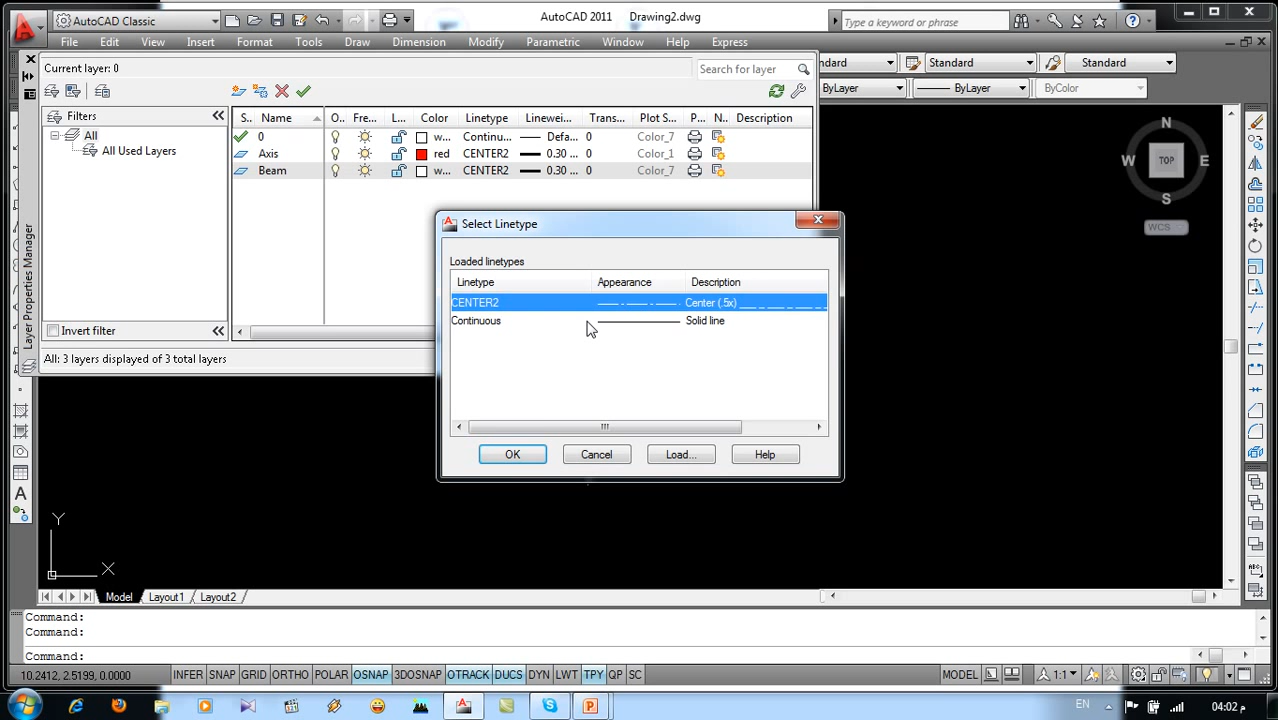 AutoCAD Classic
AutoCAD 2011 Drawing2.dwg
Type a keyword or phrase
File Edit View Insert Format Tools Draw Dimension Modify Parametric Window Help Express
Current layer: 0
Search for layer
ndard Standard Standard
ByLayer ByLayer ByColor
Filters
All
All Used Layers
Invert filter
All: 3 layers displayed of 3 total layers
Layer Properties Manager
S.. Name O.. Fre... L... Color Linetype Linewei... Trans... Plot S... P... N.. Description
0 w... Continu... Defa... 0 Color_7
Axis red CENTER2 0.30 ... 0 Color_1
Beam w... CENTER2 0.30 ... 0 Color_7
N
W TOP E
S
WCS
Select Linetype
Loaded linetypes
Linetype Appearance Description
CENTER2 Center (.5x)
Continuous Solid line
OK Cancel Load... Help
Y
X
Model Layout1 Layout2
Command:
Command:
Command:
10.2412, 2.5199, 0.0000 INFER SNAP GRID ORTHO POLAR OSNAP 3DOSNAP OTRACK DUCS DYN LWT TPY QP SC MODEL 1:1
EN 04:02 م